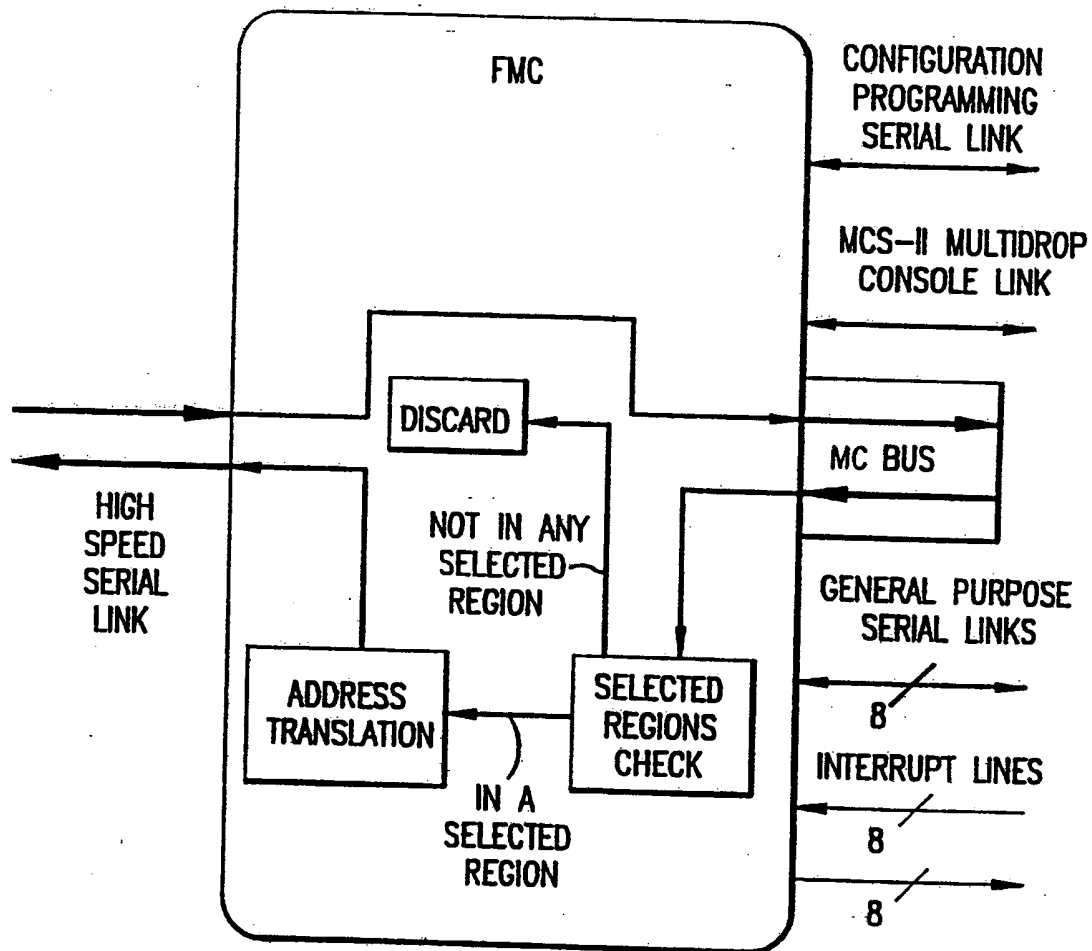 FMC
CONFIGURATION
PROGRAMMING
SERIAL LINK
MCS-II MULTIDROP
CONSOLE LINK
DISCARD
MC BUS
HIGH
SPEED
SERIAL
LINK
NOT IN ANY
SELECTED
REGION
GENERAL PURPOSE
SERIAL LINKS
8
ADDRESS
TRANSLATION
SELECTED
REGIONS
CHECK
IN A
SELECTED
REGION
INTERRUPT LINES
8
8